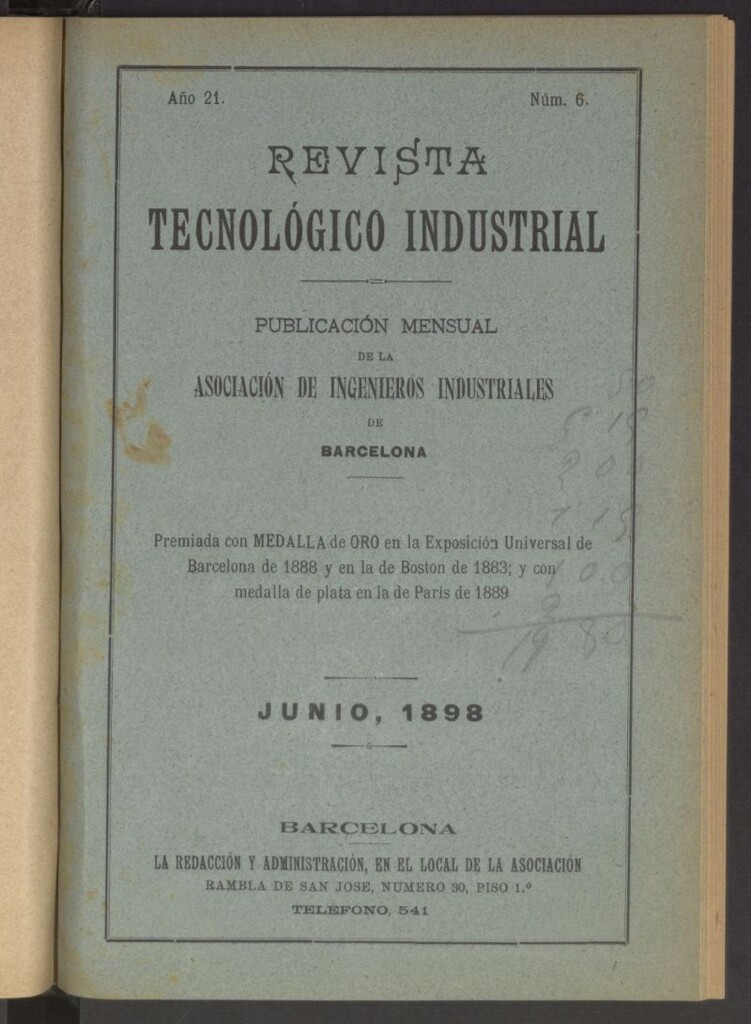 Año 21.
Núm. 6.
REVISTA
TECNOLÓGICO INDUSTRIAL
PUBLICACIÓN MENSUAL
DE LA
ASOCIACIÓN DE INGENIEROS INDUSTRIALES
DE
BARCELONA
Premiada con MEDALLA de ORO en la Exposición Universal de
Barcelona de 1888 y en la de Boston de 1883; y con
medalla de plata en la de Paris de 1889
JUNIO, 1898
BARCELONA
LA REDACCIÓN Y ADMINISTRACIÓN, EN EL LOCAL DE LA ASOCIACIÓN
RAMBLA DE SAN JOSE, NUMERO 30, PISO 1.º
TELÉFONO, 541